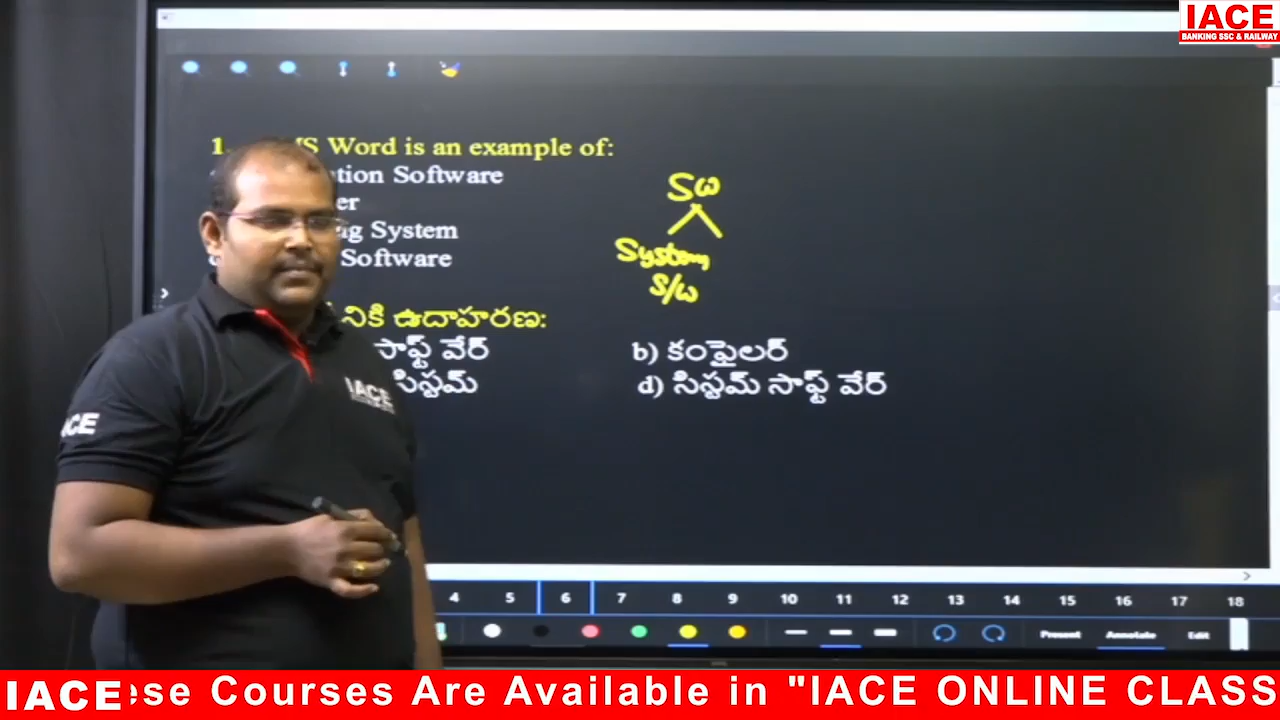 IACE
BANKING SSC & RAILWAY
1. Word is an example of:
Software
System
Software
SW
System
S/W
ఉదాహరణ:
సాఫ్ట్ వేర్
b) కంపైలర్
సిస్టమ్
d) సిస్టమ్ సాఫ్ట్ వేర్
IACE
4 5 6 7 8 9 10 11 12 13 14 15 16 17 18
Present Annotate Edit
IACE Courses Are Available in "IACE ONLINE CLASS